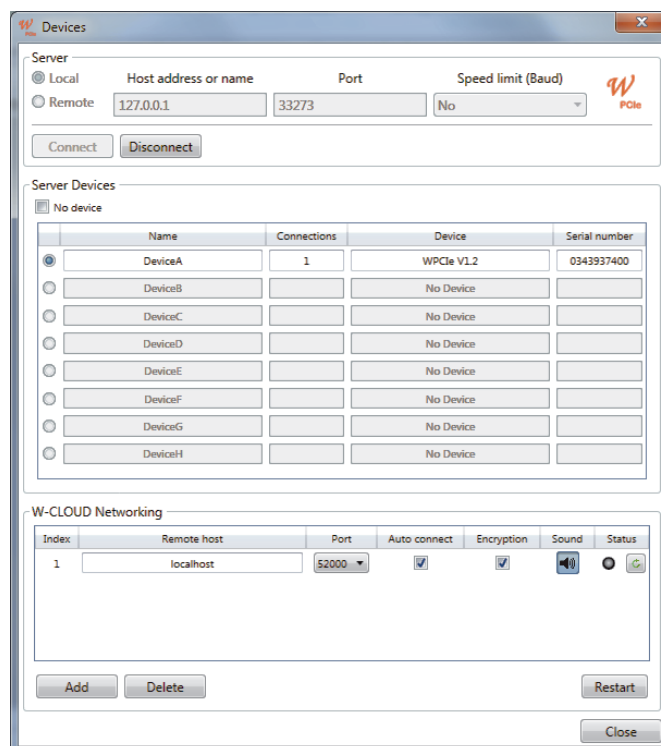 W
PCIe
Devices
Server
Local
Host address or name
Port
Speed limit (Baud)
Remote
127.0.0.1
33273
No
W
PCIe
Connect
Disconnect
Server Devices
No device
Name
Connections
Device
Serial number
DeviceA
1
WPCIe V1.2
0343937400
DeviceB
No Device
DeviceC
No Device
DeviceD
No Device
DeviceE
No Device
DeviceF
No Device
DeviceG
No Device
DeviceH
No Device
W-CLOUD Networking
Index
Remote host
Port
Auto connect
Encryption
Sound
Status
1
localhost
52000
Add
Delete
Restart
Close